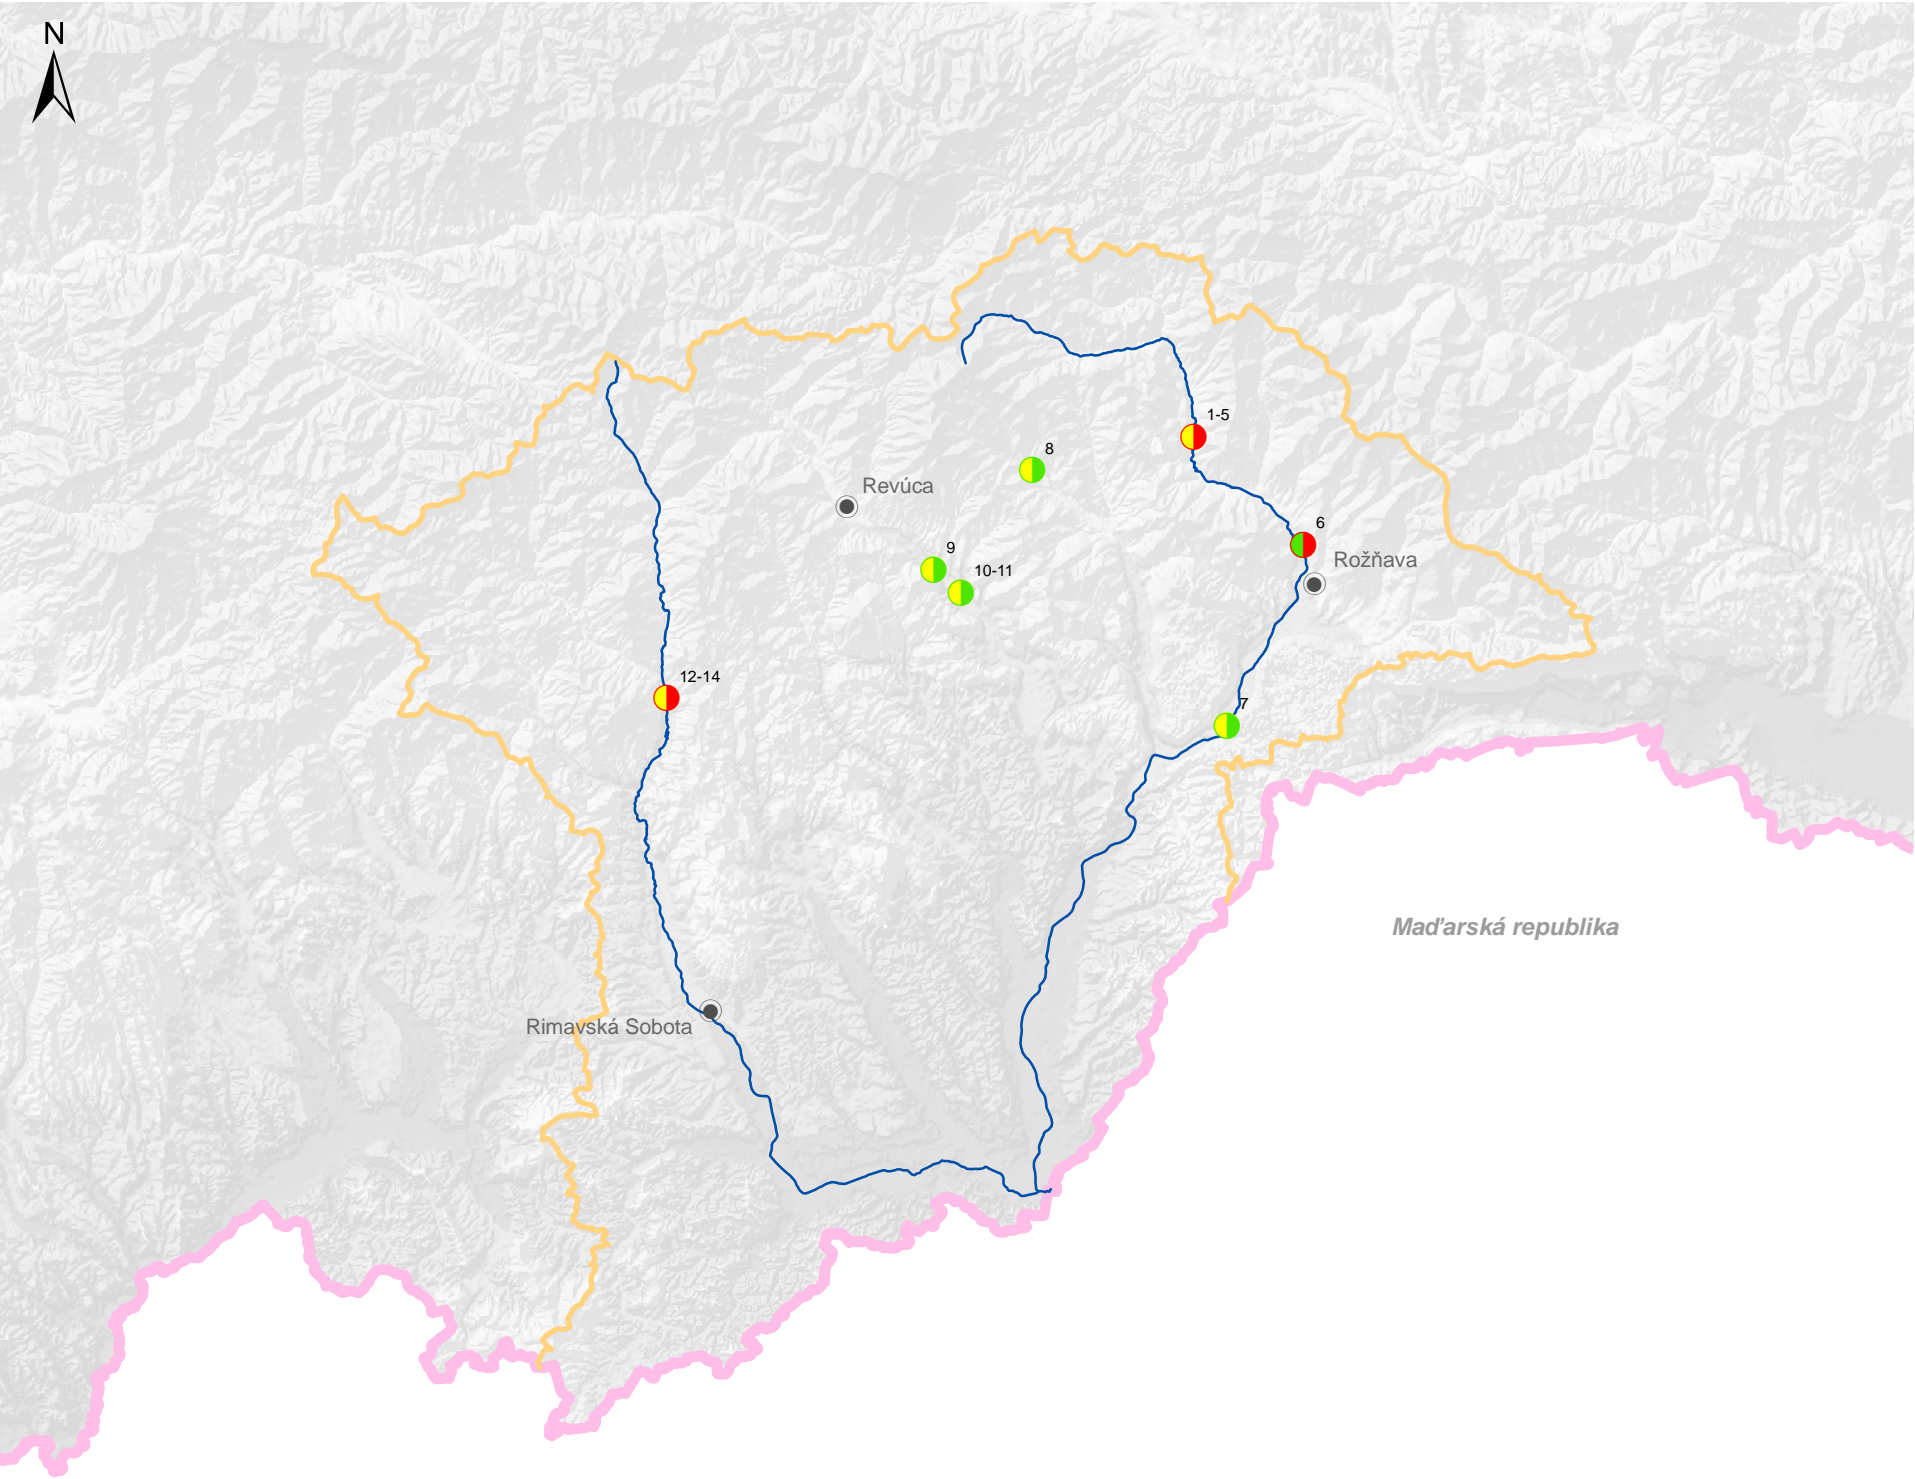 N
1-5
8
Revúca
6
9
Rožňava
10-11
12-14
7
Maďarská republika
Rimavská Sobota